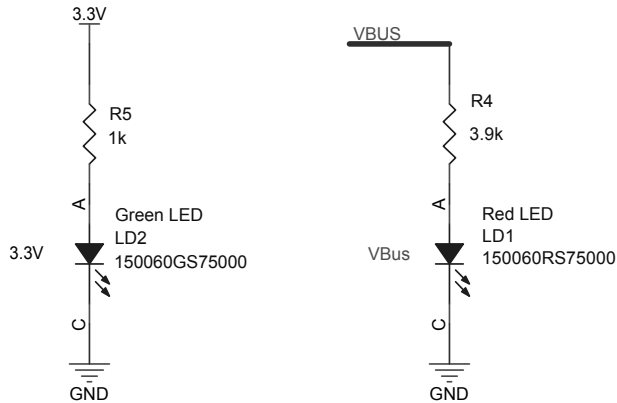 3.3V
R5
1k
A
Green LED
LD2
150060GS75000
3.3V
C
GND
VBUS
R4
3.9k
A
Red LED
LD1
150060RS75000
VBus
C
GND